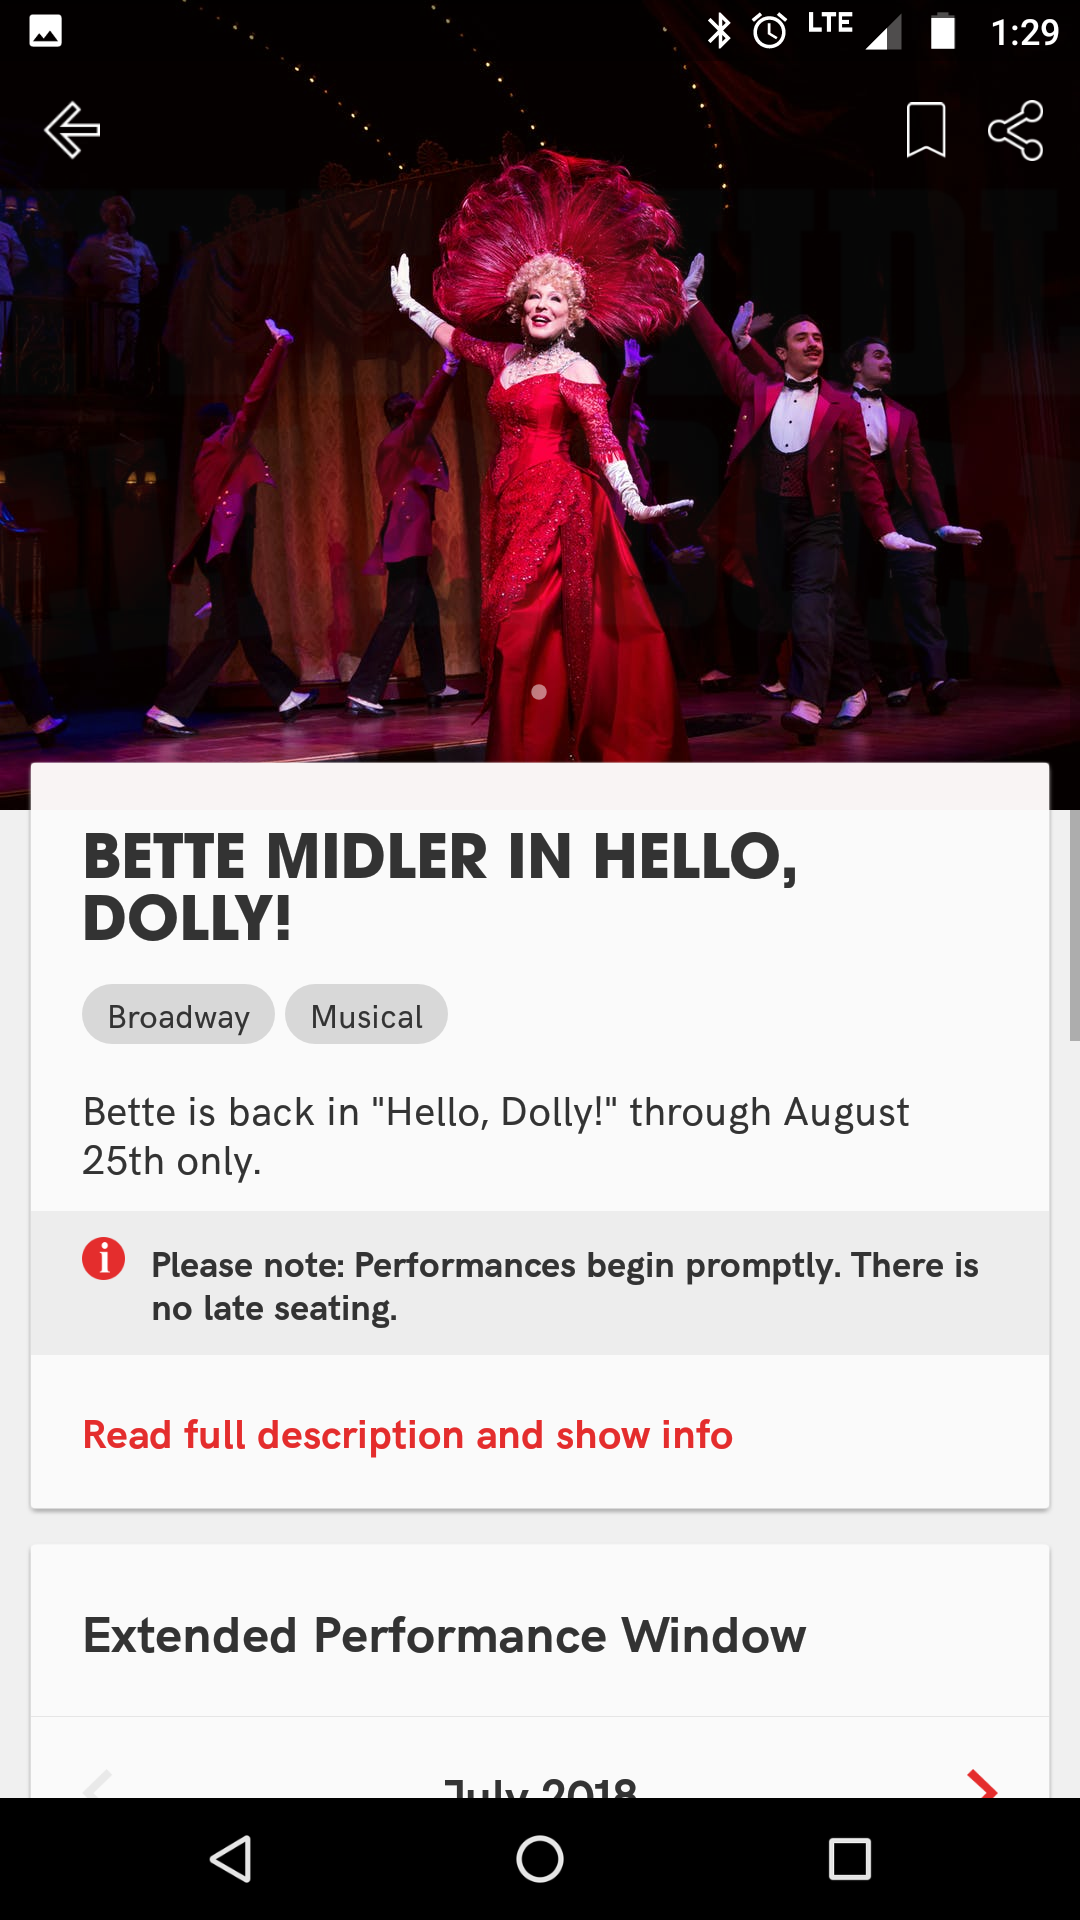 LTE 1:29
BETTE MIDLER IN HELLO,
DOLLY!
Broadway Musical
Bette is back in "Hello, Dolly!" through August
25th only.
i Please note: Performances begin promptly. There is
no late seating.
Read full description and show info
Extended Performance Window
July 2018